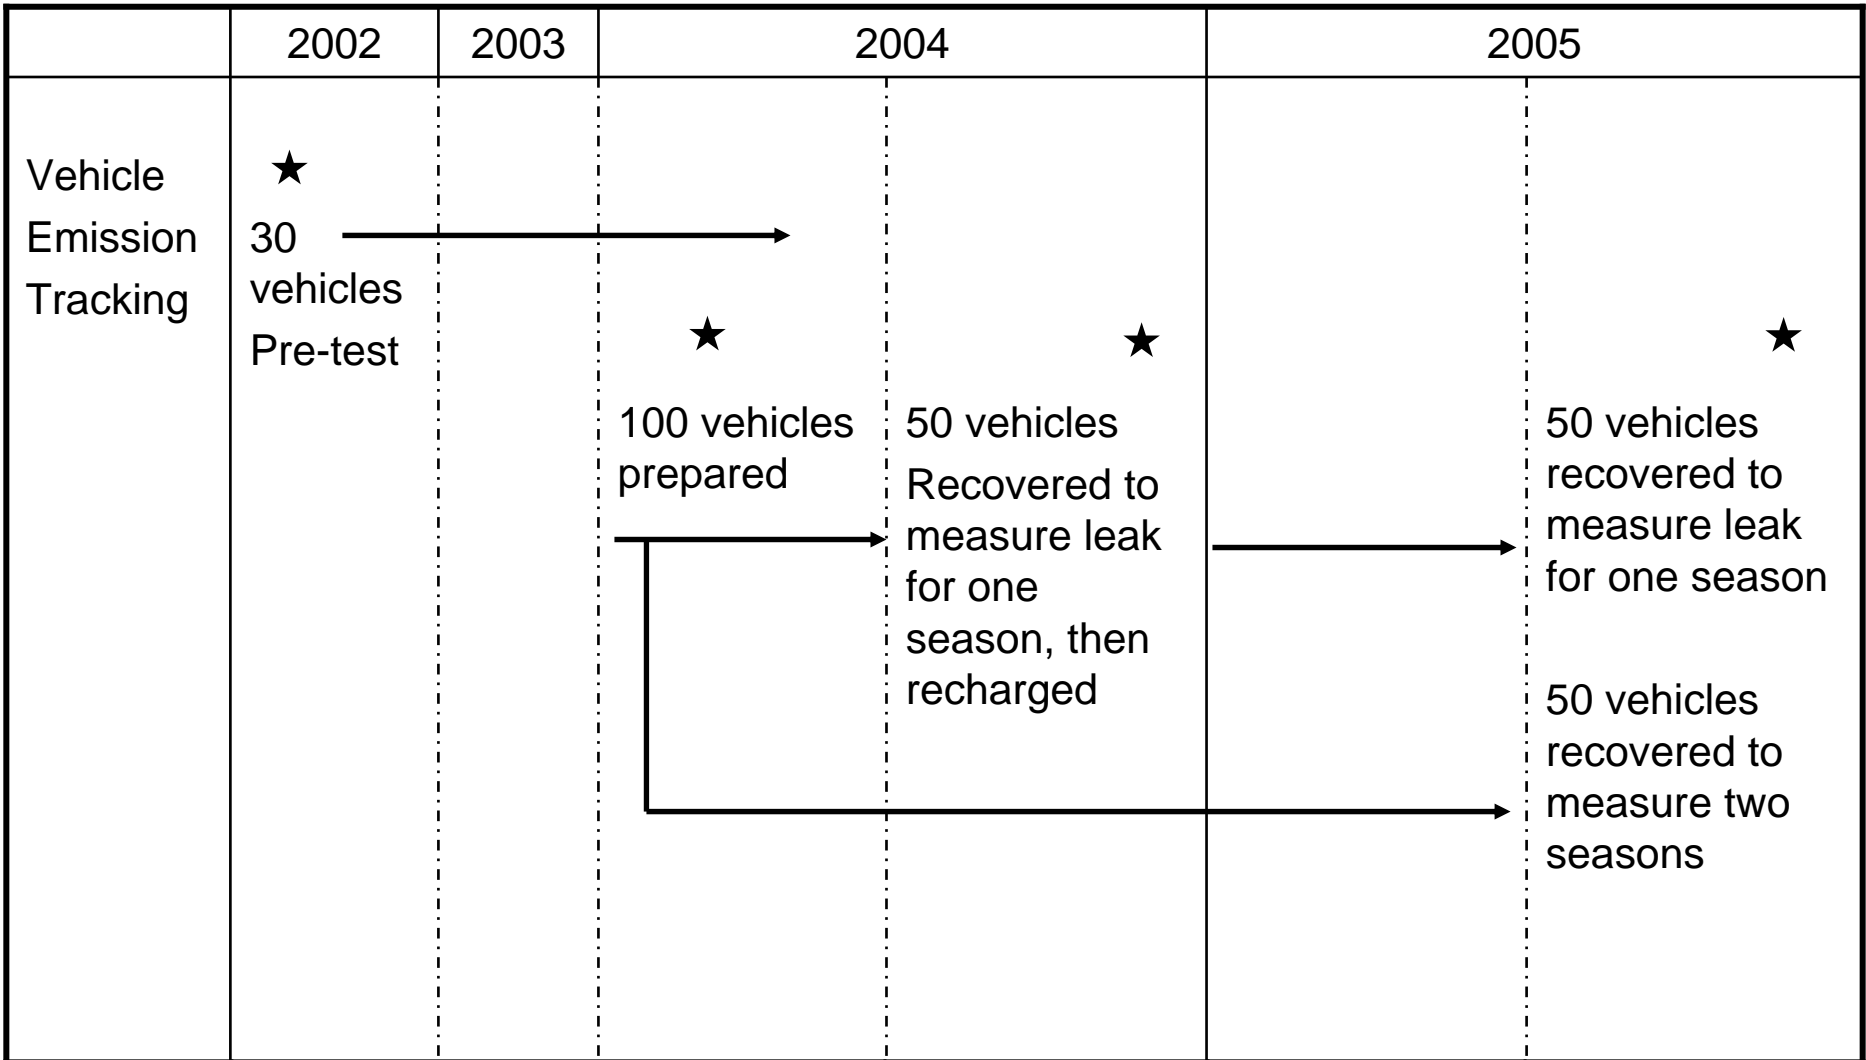 2002 2003 2004 2005
Vehicle
Emission
Tracking
30
vehicles
Pre-test
100 vehicles
prepared
50 vehicles
Recovered to
measure leak
for one
season, then
recharged
50 vehicles
recovered to
measure leak
for one season
50 vehicles
recovered to
measure two
seasons